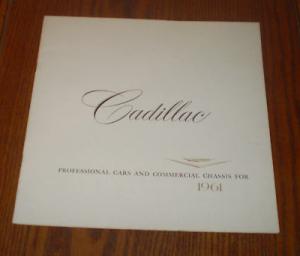 Cadillac
PROFESSIONAL CARS AND COMMERCIAL CHASSIS FOR
1961